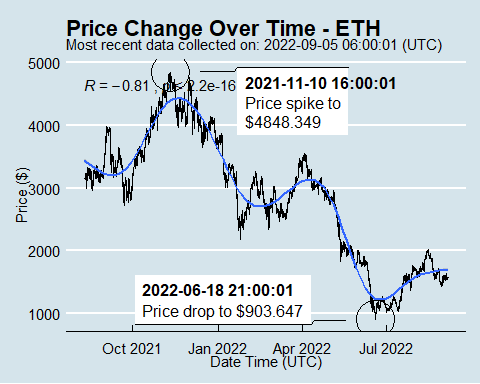 Price Change Over Time - ETH
Most recent data collected on: 2022-09-05 06:00:01 (UTC)
5000
R = −0.81 , 2.2e-16
2021-11-10 16:00:01
Price spike to
$4848.349
4000
3000
2000
1000
Price ($)
2022-06-18 21:00:01
Price drop to $903.647
Oct 2021
Jan 2022
Apr 2022
Jul 2022
Date Time (UTC)